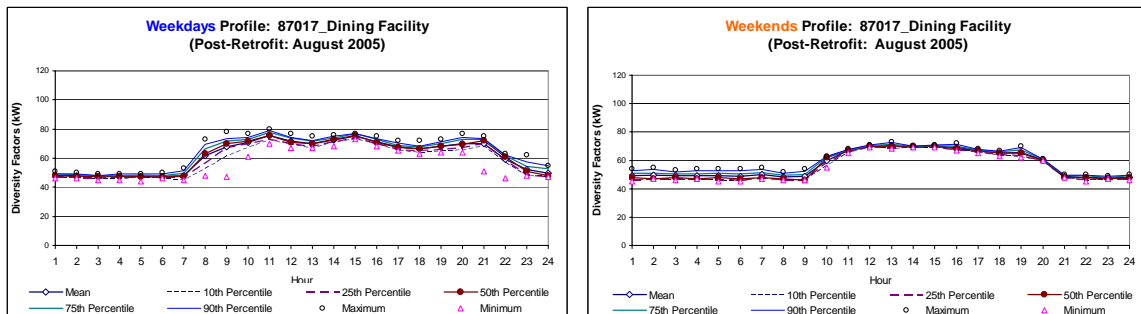 Weekdays Profile: 87017_Dining Facility
(Post-Retrofit: August 2005)
120
100
80
60
40
20
0
Diversity Factors (kW)
1 2 3 4 5 6 7 8 9 10 11 12 13 14 15 16 17 18 19 20 21 22 23 24
Hour
Mean 10th Percentile 25th Percentile 50th Percentile
75th Percentile 90th Percentile Maximum Minimum
Weekends Profile: 87017_Dining Facility
(Post-Retrofit: August 2005)
120
100
80
60
40
20
0
Diversity Factors (kW)
1 2 3 4 5 6 7 8 9 10 11 12 13 14 15 16 17 18 19 20 21 22 23 24
Hour
Mean 10th Percentile 25th Percentile 50th Percentile
75th Percentile 90th Percentile Maximum Minimum